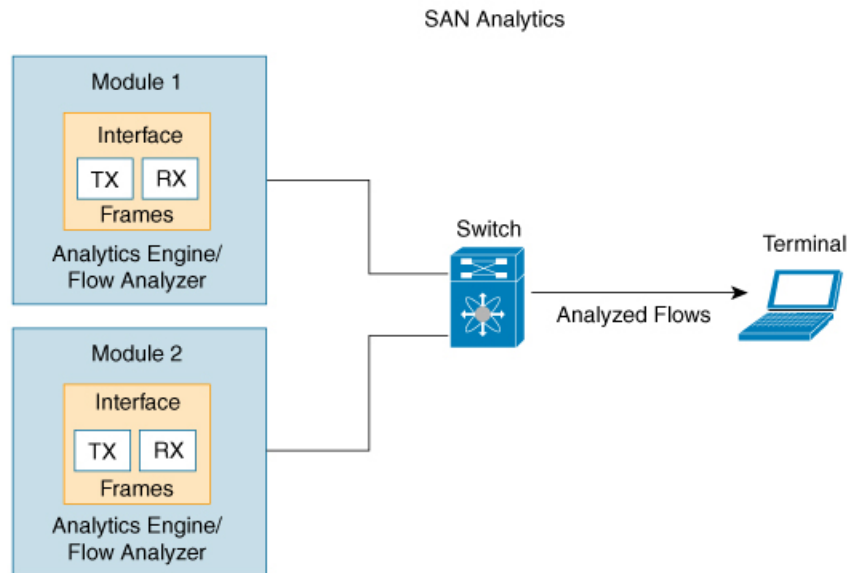 SAN Analytics
Module 1
Interface
TX RX
Frames
Analytics Engine/
Flow Analyzer
Switch
Terminal
Analyzed Flows
Module 2
Interface
TX RX
Frames
Analytics Engine/
Flow Analyzer